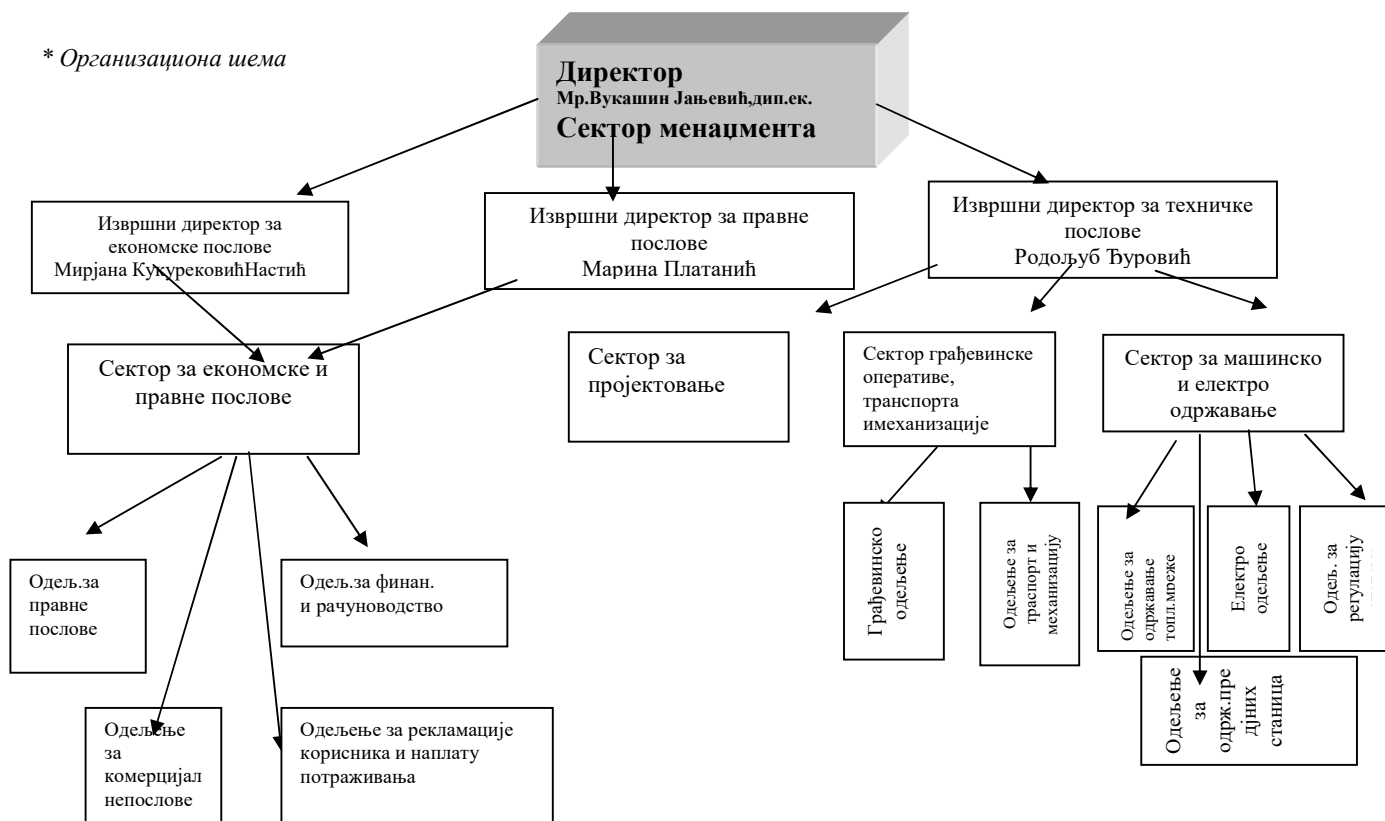 * Организациона шема
Директор
Мр.Вукашин Јањевић,дип.ек.
Сектор менаџмента
Извршни директор за
економске послове
Мирјана КукурековићНастић
Извршни директор за правне
послове
Марина Платанић
Извршни директор за техничке
послове
Родољуб Ђуровић
Сектор за економске и
правне послове
Сектор за
пројектовање
Сектор грађевинске
оперативе,
транспорта
имеханизације
Сектор за машинско
и електро
одржавање
Одељ.за
правне
послове
Одељ.за финан.
и рачуноводство
Грађевинско
одељење
Одељење за
траспорт и
механизацију
Одељење за
одржавање
топл.мреже
Електро
одељење
Одељ. за
регулацију
Одељење
за
комерцијал
непослове
Одељење за рекламације
корисника и наплату
потраживања
Одељење
за
одрж.пре
дјних
станица